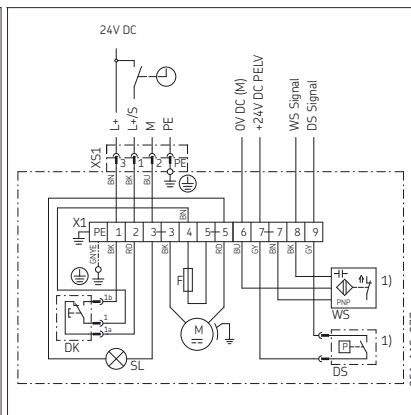 24V DC
L+
L+/S
M
PE
0V DC (M)
+24V DC PELV
WS Signal
DS Signal
XS1
3 1 2 PE
BN BK BU
BN
X1
PE 1 2 3 3 4 5 5 6 7 7 8 9
GNYE BK RD BK RD BU GY BN BK GY
F
1b
1
1a
DK
M
SL
PNP
1)
WS
P
1)
DS